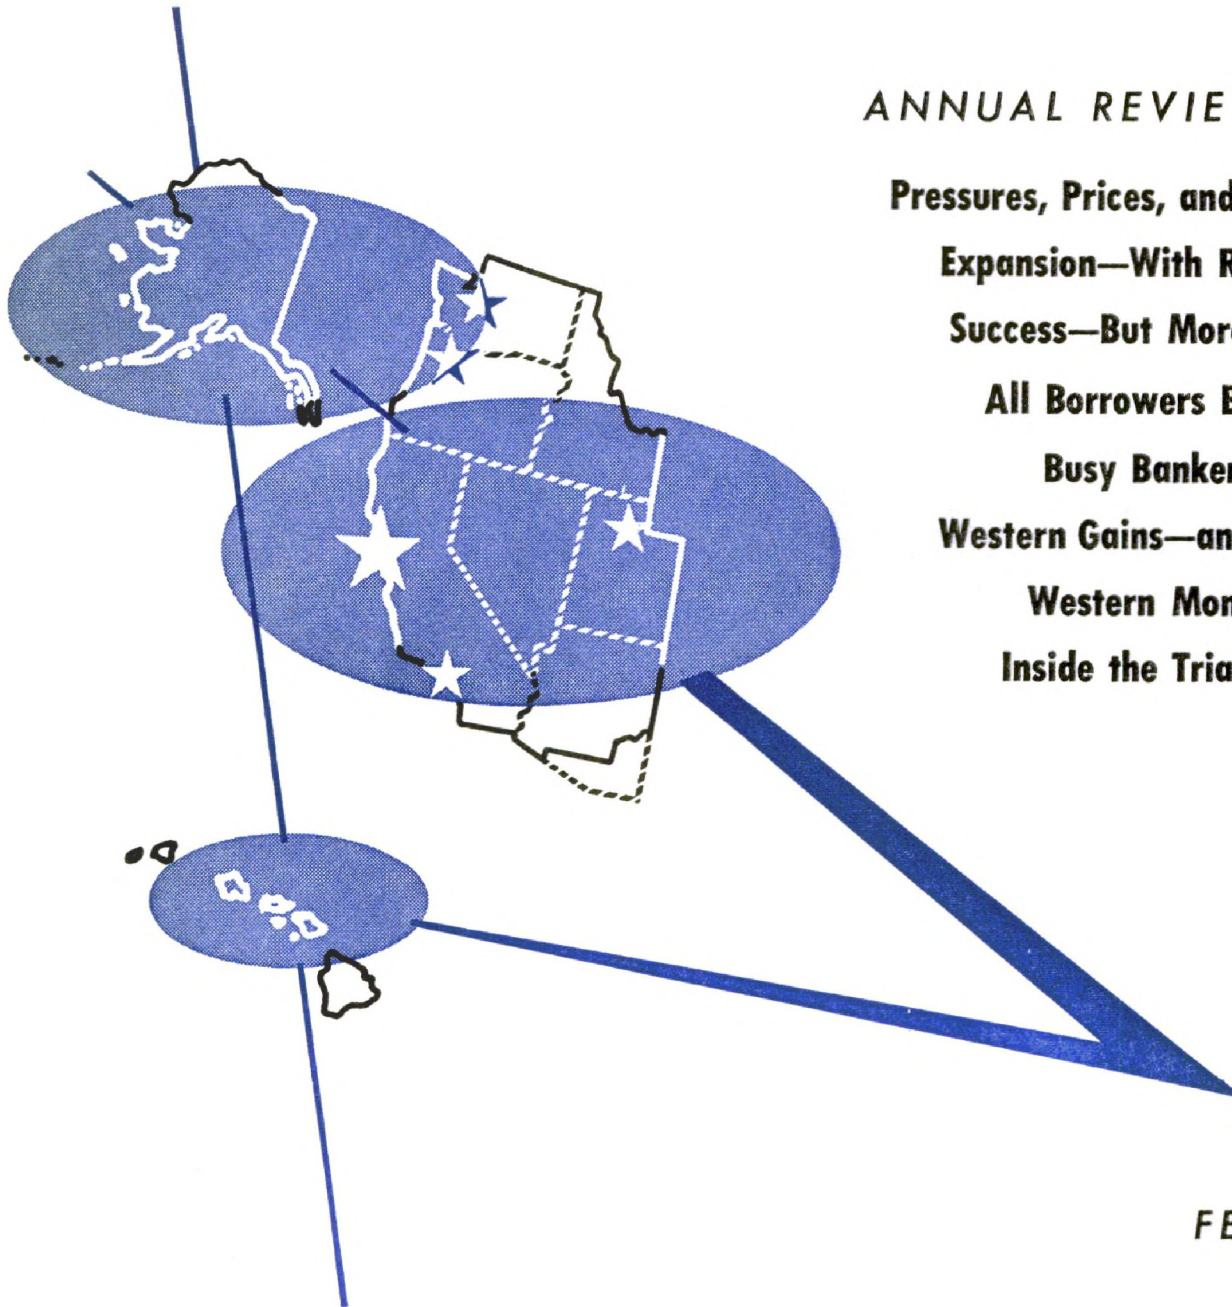 ANNUAL REVIE
Pressures, Prices, and
Expansion—With R
Success—But Mor
All Borrowers E
Busy Banker
Western Gains—an
Western Mon
Inside the Tria
FE